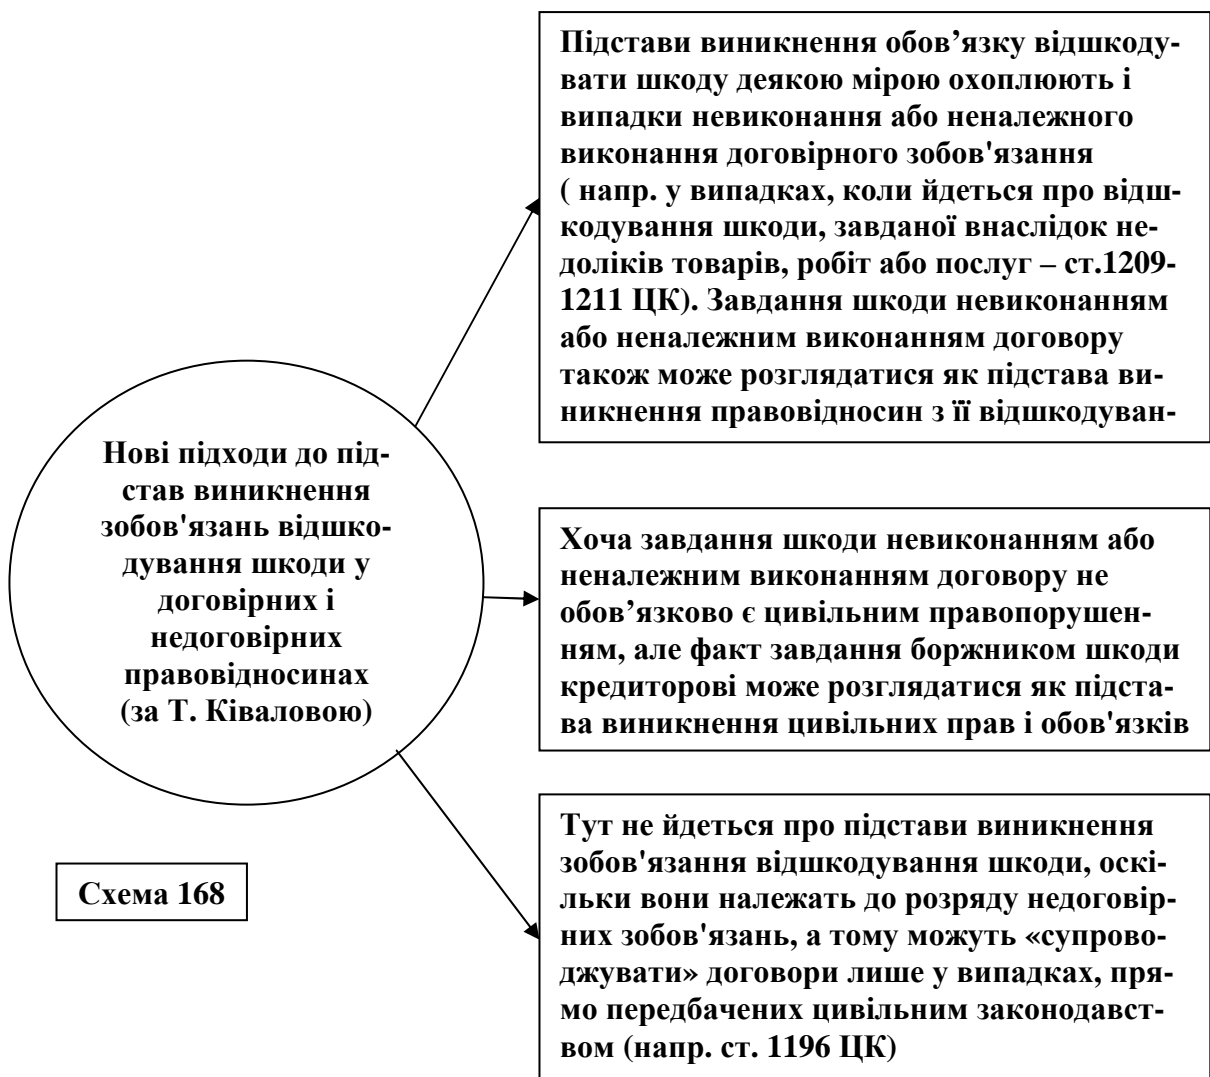 Підстави виникнення обов’язку відшкоду-
вати шкоду деякою мірою охоплюють і
випадки невиконання або неналежного
виконання договірного зобов'язання
( напр. у випадках, коли йдеться про відш-
кодування шкоди, завданої внаслідок не-
доліків товарів, робіт або послуг – ст.1209-
1211 ЦК). Завдання шкоди невиконанням
або неналежним виконанням договору
також може розглядатися як підстава ви-
никнення правовідносин з її відшкодуван-
Нові підходи до під-
став виникнення
зобов'язань відшко-
дування шкоди у
договірних і
недоговірних
правовідносинах
(за Т. Ківаловою)
Хоча завдання шкоди невиконанням або
неналежним виконанням договору не
обов’язково є цивільним правопорушен-
ням, але факт завдання боржником шкоди
кредиторові може розглядатися як підста-
ва виникнення цивільних прав і обов'язків
Тут не йдеться про підстави виникнення
зобов'язання відшкодування шкоди, оскі-
льки вони належать до розряду недоговір-
них зобов'язань, а тому можуть «супрово-
джувати» договори лише у випадках, пря-
мо передбачених цивільним законодавст-
вом (напр. ст. 1196 ЦК)
Схема 168